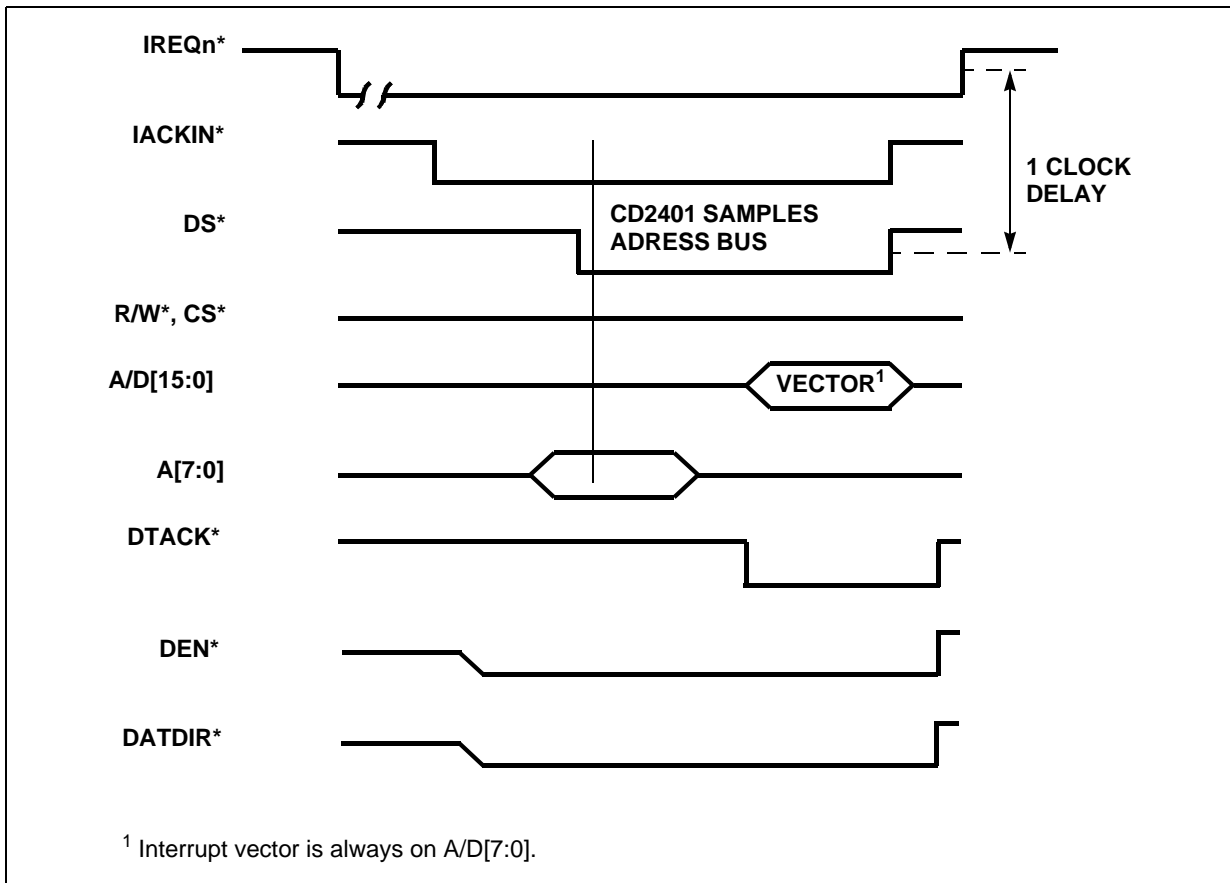 IREQn*
IACKIN*
1 CLOCK
DELAY
DS*
CD2401 SAMPLES
ADRESS BUS
R/W*, CS*
A/D[15:0]
VECTOR1
A[7:0]
DTACK*
DEN*
DATDIR*
1 Interrupt vector is always on A/D[7:0].